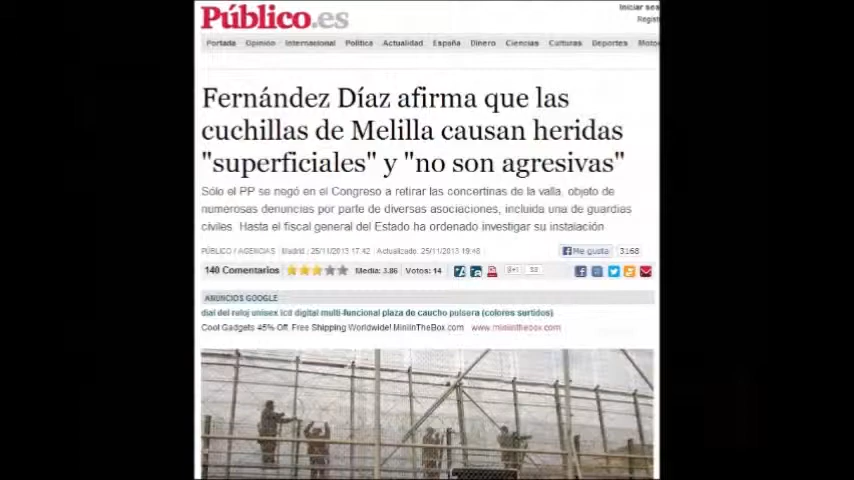 Público.es
Iniciar ses
Regist
Portada Opinión Internacional Política Actualidad España Dinero Ciencias Culturas Deportes Motor
Fernández Díaz afirma que las
cuchillas de Melilla causan heridas
"superficiales" y "no son agresivas"
Sólo el PP se negó en el Congreso a retirar las concertinas de la valla, objeto de
numerosas denuncias por parte de diversas asociaciones, incluida una de guardias
civiles. Hasta el fiscal general del Estado ha ordenado investigar su instalación
PÚBLICO / AGENCIAS Madrid 25/11/2013 17:42 Actualizado: 25/11/2013 19:48
Me gusta 3168
140 Comentarios Media: 3.86 Votos: 14
ANUNCIOS GOOGLE
dial del reloj unisex lcd digital multi-funcional plaza de caucho pulsera (colores surtidos)
Cool Gadgets 45% Off. Free Shipping Worldwide! MiniInTheBox.com www.miniinthebox.com